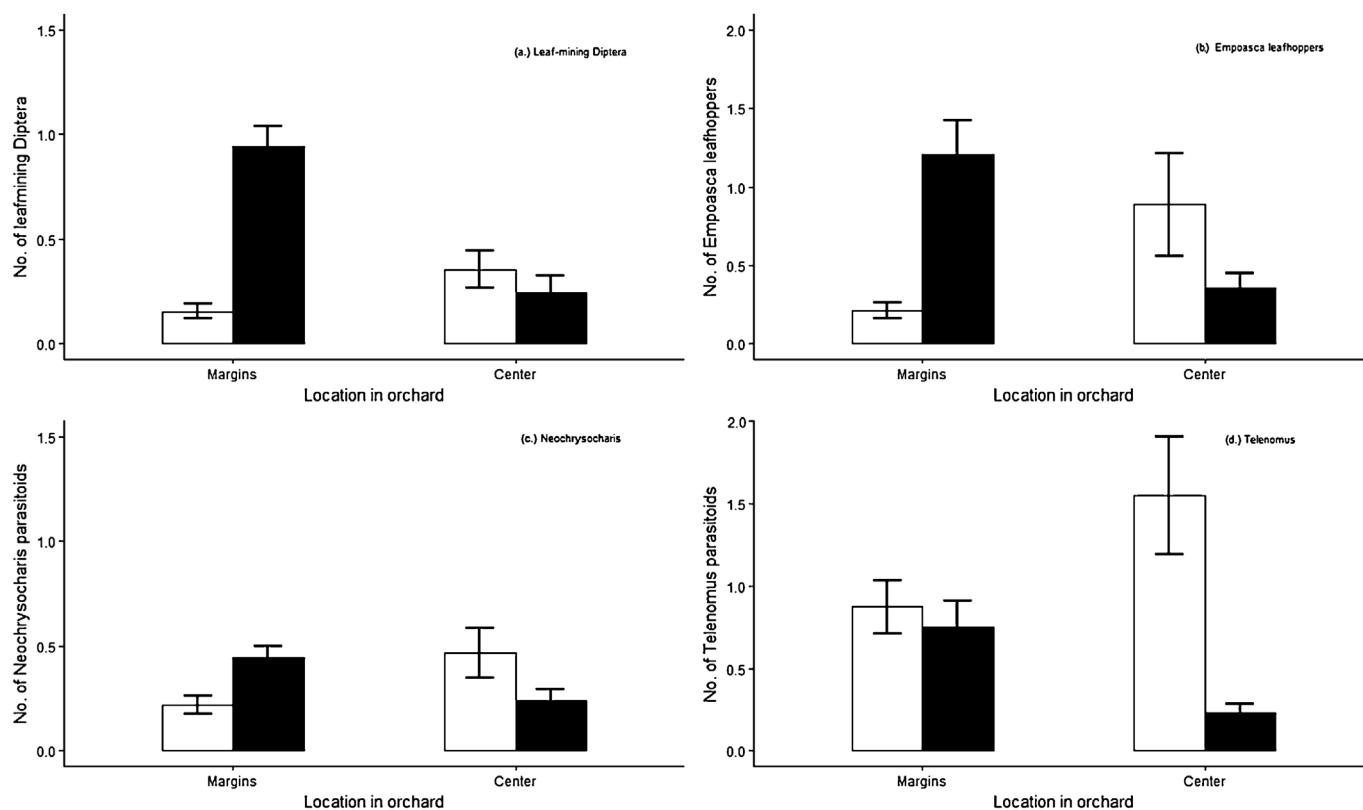 1.5
(a.) Leaf-mining Diptera
No. of leafmining Diptera
1.0
0.5
0.0
Margins
Center
Location in orchard
2.0
(b.) Empoasca leafhoppers
No. of Empoasca leafhoppers
1.5
1.0
0.5
0.0
Margins
Center
Location in orchard
1.5
(c.) Neochrysocharis
No. of Neochrysocharis parasitoids
1.0
0.5
0.0
Margins
Center
Location in orchard
2.0
(d.) Telenomus
No. of Telenomus parasitoids
1.5
1.0
0.5
0.0
Margins
Center
Location in orchard